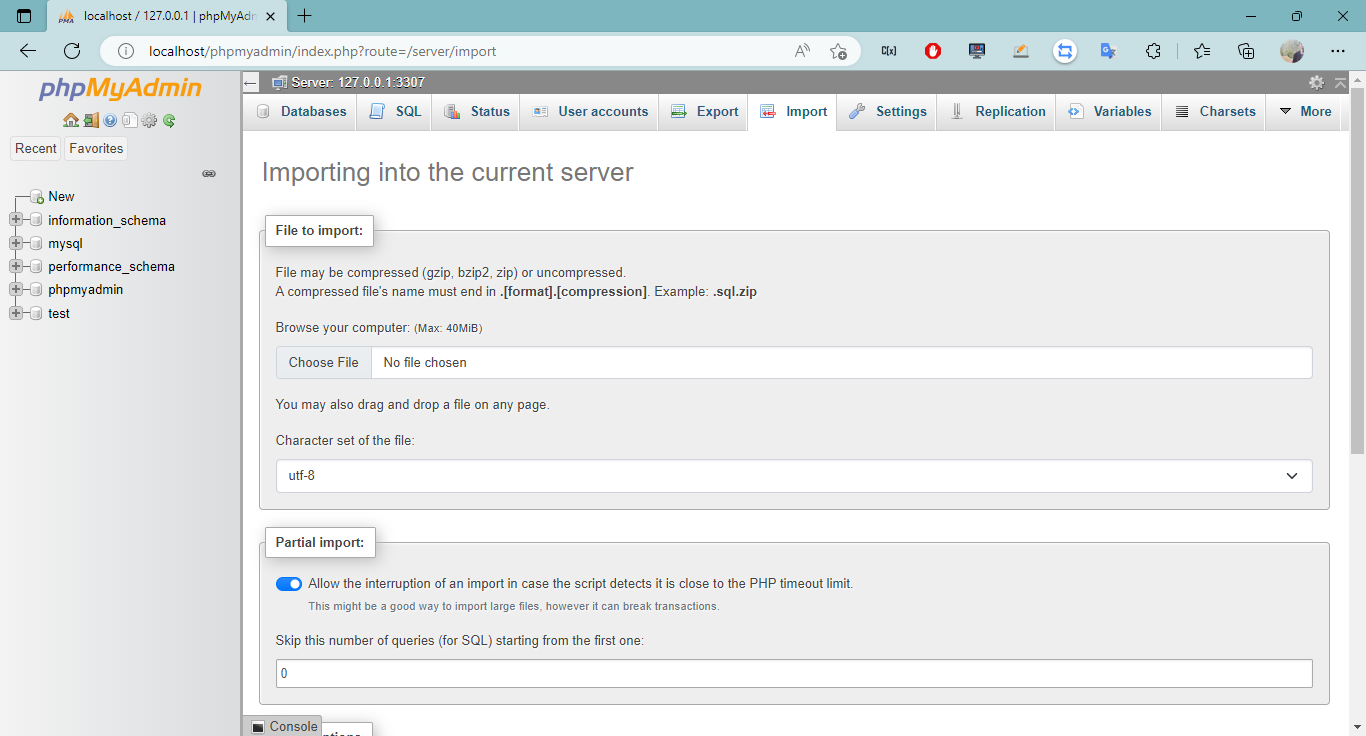 localhost / 127.0.0.1 | phpMyAdm
localhost/phpmyadmin/index.php?route=/server/import
phpMyAdmin
Recent
Favorites
New
information_schema
mysql
performance_schema
phpmyadmin
test
Server: 127.0.0.1:3307
Databases
SQL
Status
User accounts
Export
Import
Settings
Replication
Variables
Charsets
More
Importing into the current server
File to import:
File may be compressed (gzip, bzip2, zip) or uncompressed.
A compressed file's name must end in .[format].[compression]. Example: .sql.zip
Browse your computer: (Max: 40MiB)
Choose File
No file chosen
You may also drag and drop a file on any page.
Character set of the file:
utf-8
Partial import:
Allow the interruption of an import in case the script detects it is close to the PHP timeout limit.
This might be a good way to import large files, however it can break transactions.
Skip this number of queries (for SQL) starting from the first one:
0
Console